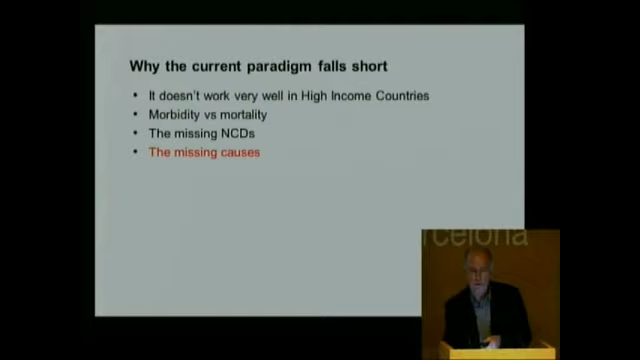 Why the current paradigm falls short
• It doesn't work very well in High Income Countries
• Morbidity vs mortality
• The missing NCDs
• The missing causes
rcelona